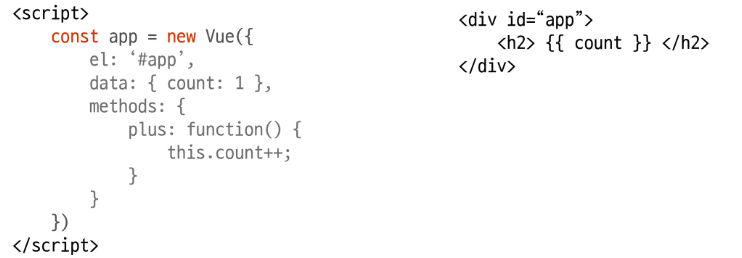 <script>
    const app = new Vue({
        el: ‘#app’,
        data: { count: 1 },
        methods: {
            plus: function() {
                this.count++;
            }
        }
    })
</script>
<div id=“app”>
    <h2> {{ count }} </h2>
</div>